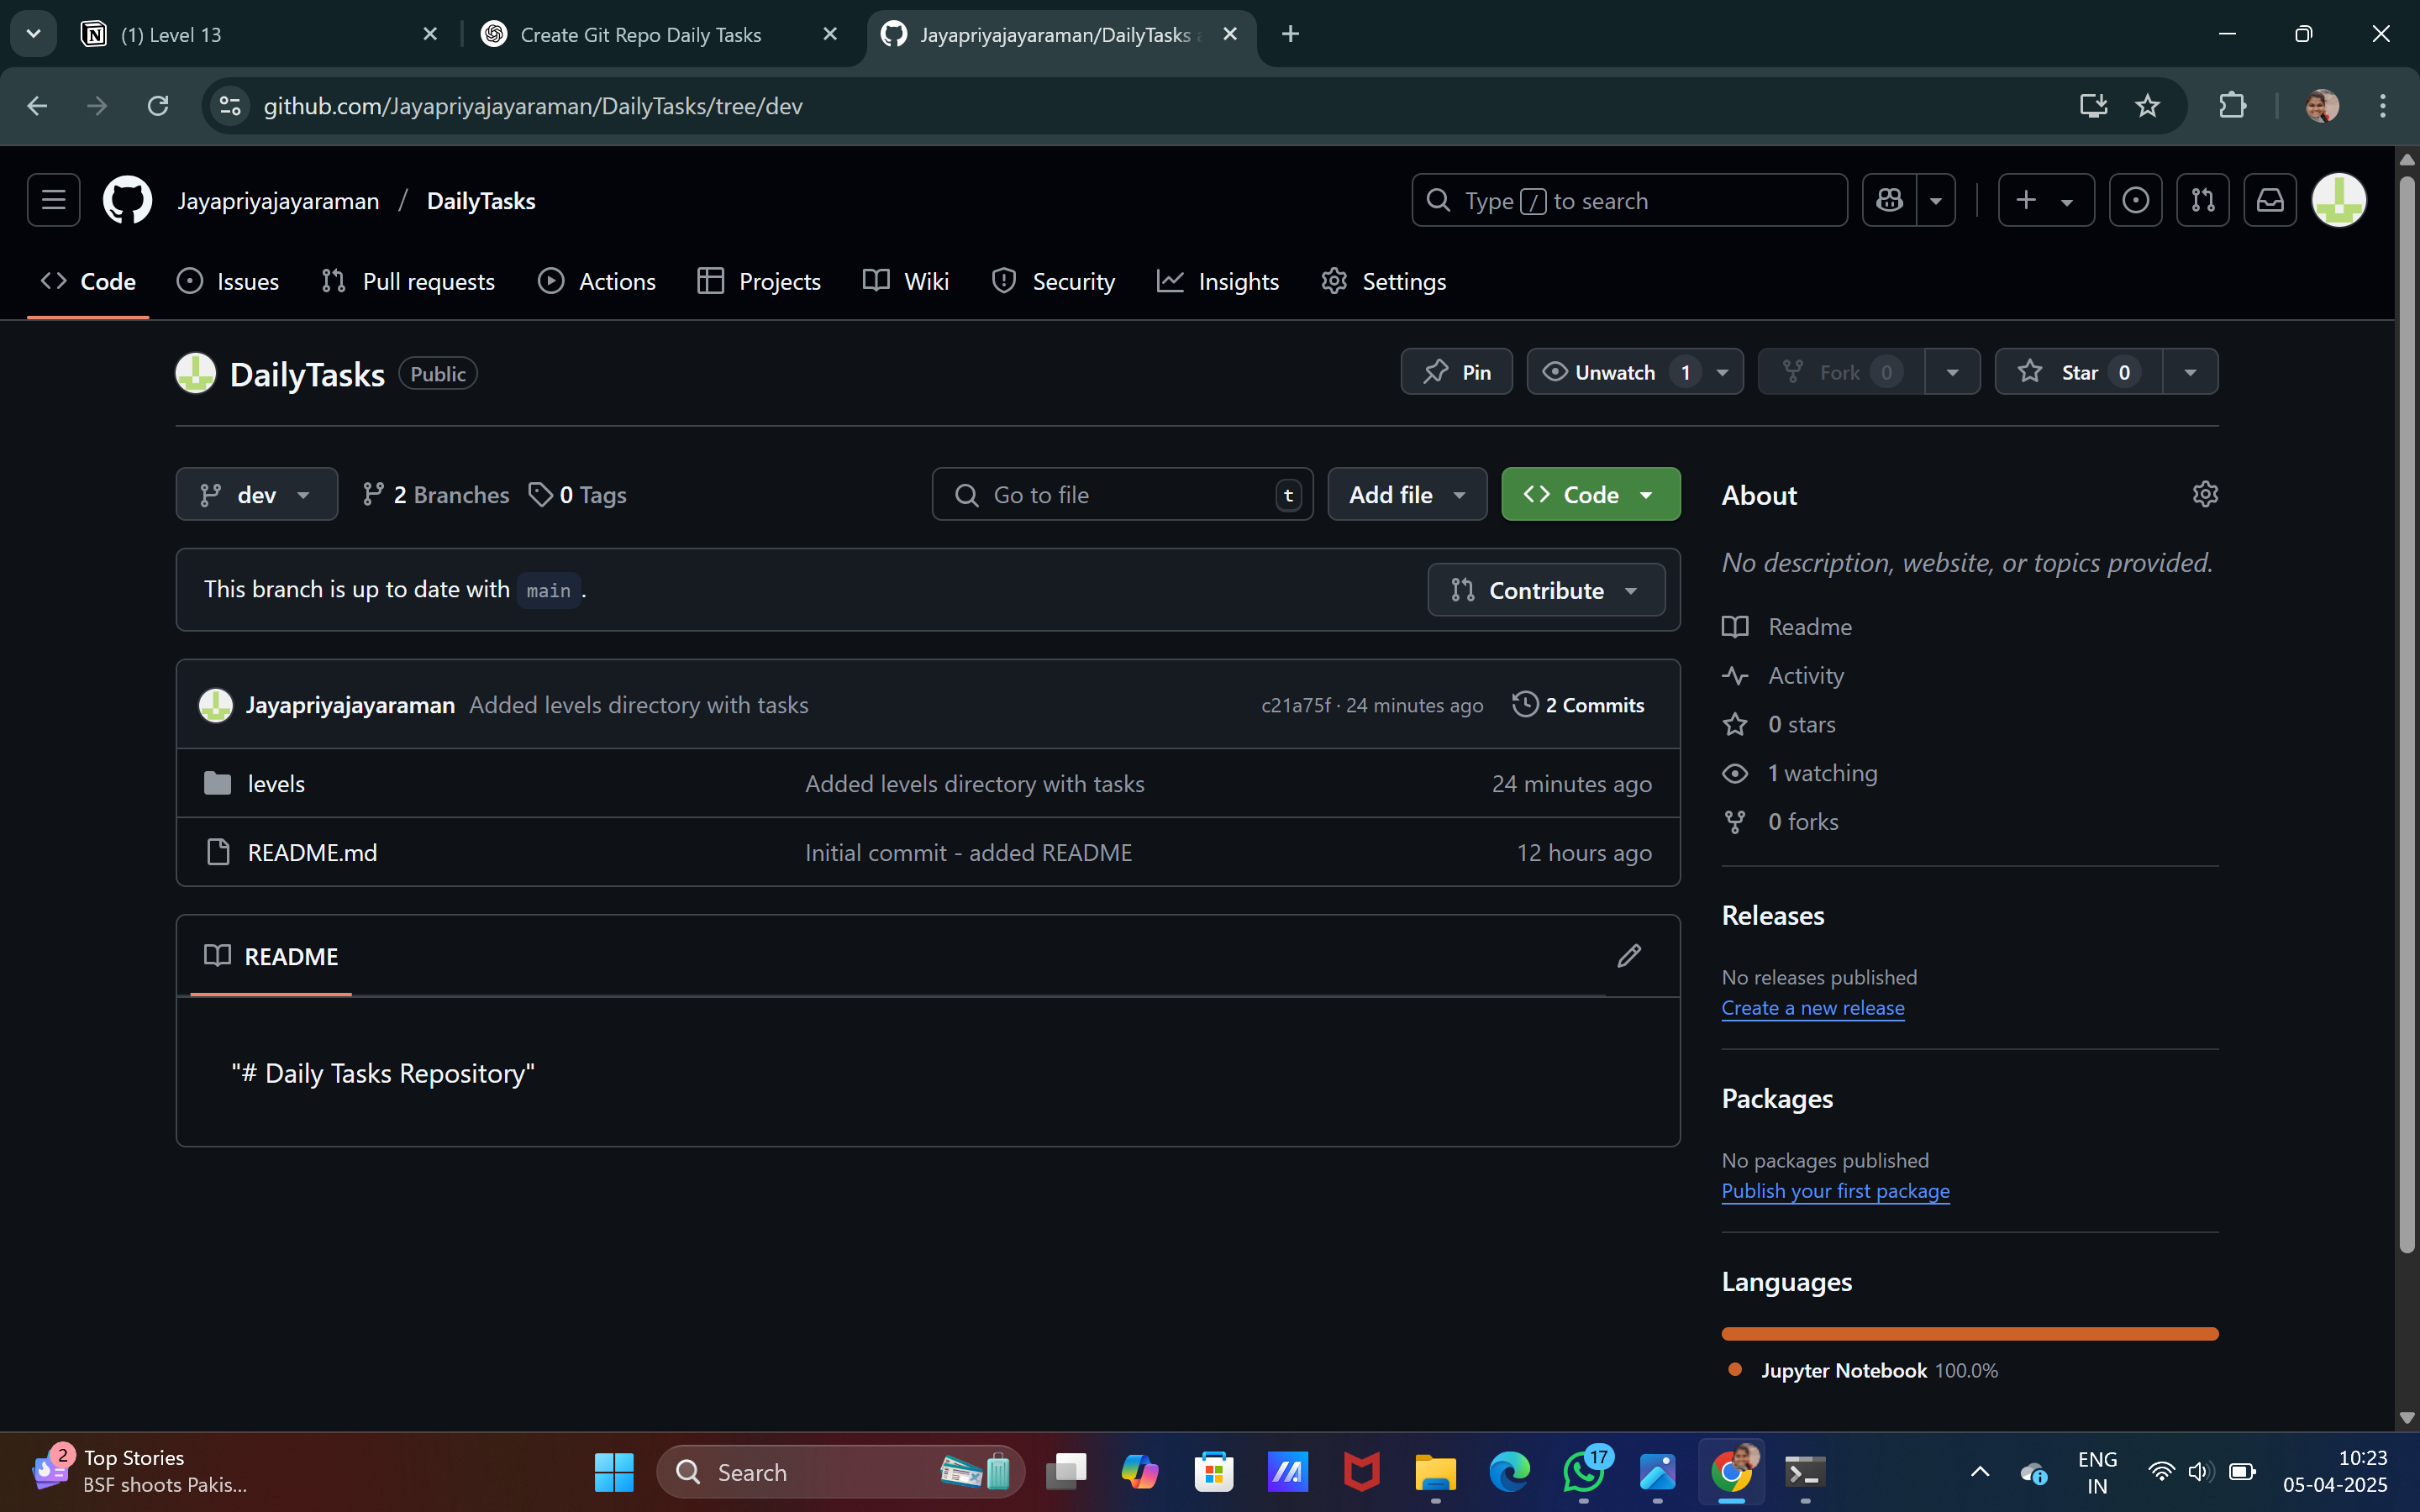 (1) Level 13
Create Git Repo Daily Tasks
Jayapriyajayaraman/DailyTasks
github.com/Jayapriyajayaraman/DailyTasks/tree/dev
Jayapriyajayaraman / DailyTasks
Type / to search
Code Issues Pull requests Actions Projects Wiki Security Insights Settings
DailyTasks Public
Pin Unwatch 1 Fork 0 Star 0
dev 2 Branches 0 Tags Go to file t Add file Code
This branch is up to date with main .
Contribute
Jayapriyajayaraman Added levels directory with tasks c21a75f · 24 minutes ago 2 Commits
levels Added levels directory with tasks 24 minutes ago
README.md Initial commit - added README 12 hours ago
README
"# Daily Tasks Repository"
About
No description, website, or topics provided.
Readme
Activity
0 stars
1 watching
0 forks
Releases
No releases published
Create a new release
Packages
No packages published
Publish your first package
Languages
Jupyter Notebook 100.0%
2
Top Stories
BSF shoots Pakis...
Search
17
ENG
IN
10:23
05-04-2025